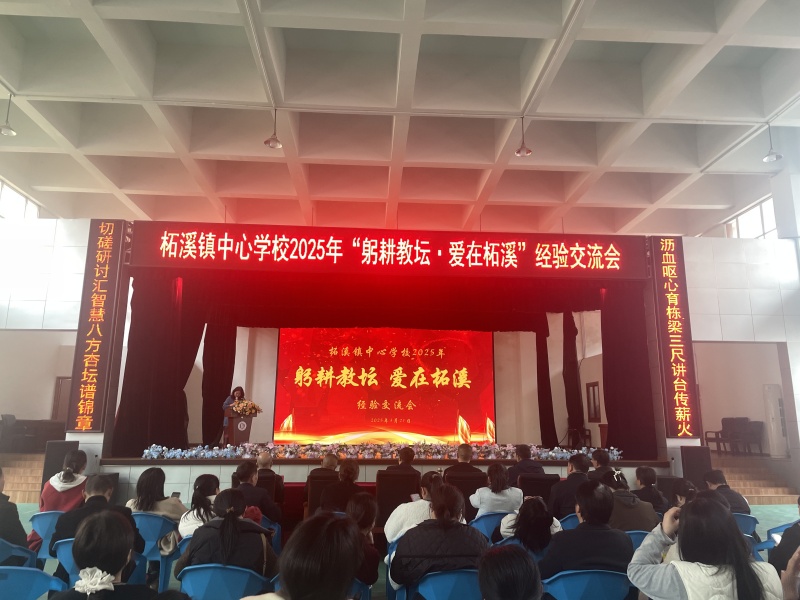 柘溪镇中心学校2025年“躬耕教坛·爱在柘溪”经验交流会
沥血呕心育栋梁三尺讲台传薪火
切磋研讨汇智慧八方杏坛谱锦章
柘溪镇中心学校2025年
躬耕教坛 爱在柘溪
经验交流会